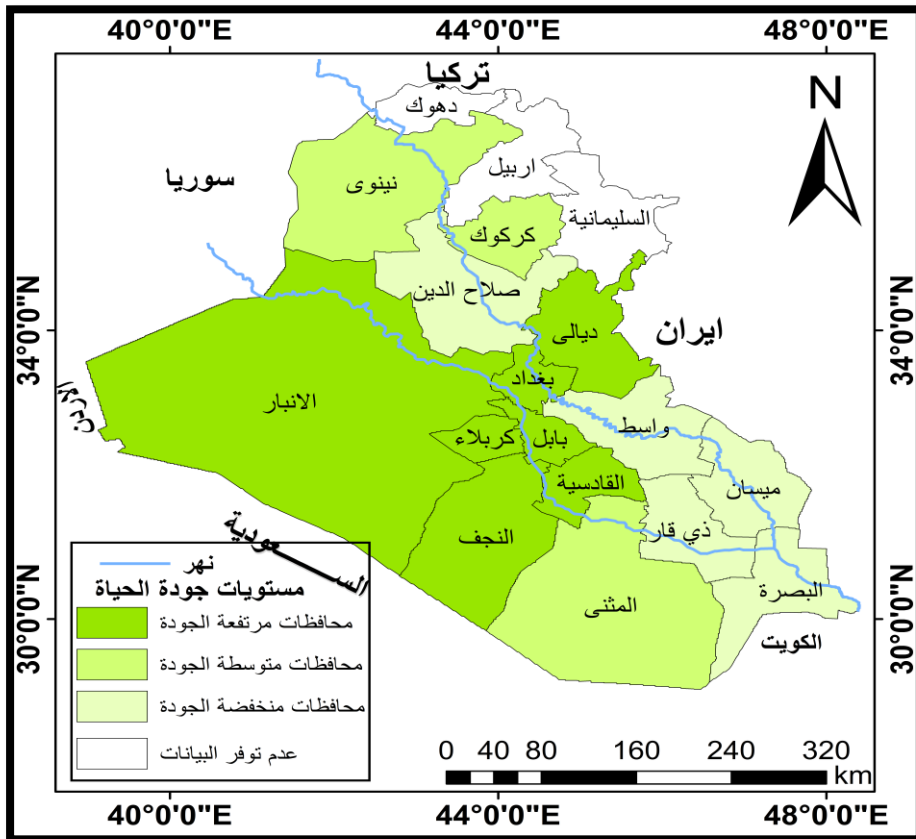 40°0'0"E 44°0'0"E 48°0'0"E
تركيا
N
دهوك
سوريا
نينوى
اربيل
السليمانية
كركوك
صلاح الدين
34°0'0"N
34°0'0"N
ديالى
ايران
بغداد
الانبار
الاردن
واسط
كربلاء
بابل
القادسية
ميسان
النجف
ذي قار
الســـعودية
المثنى
البصرة
الكويت
30°0'0"N
30°0'0"N
نهر
مستويات جودة الحياة
محافظات مرتفعة الجودة
محافظات متوسطة الجودة
محافظات منخفضة الجودة
عدم توفر البيانات
0 40 80 160 240 320
km
40°0'0"E 44°0'0"E 48°0'0"E